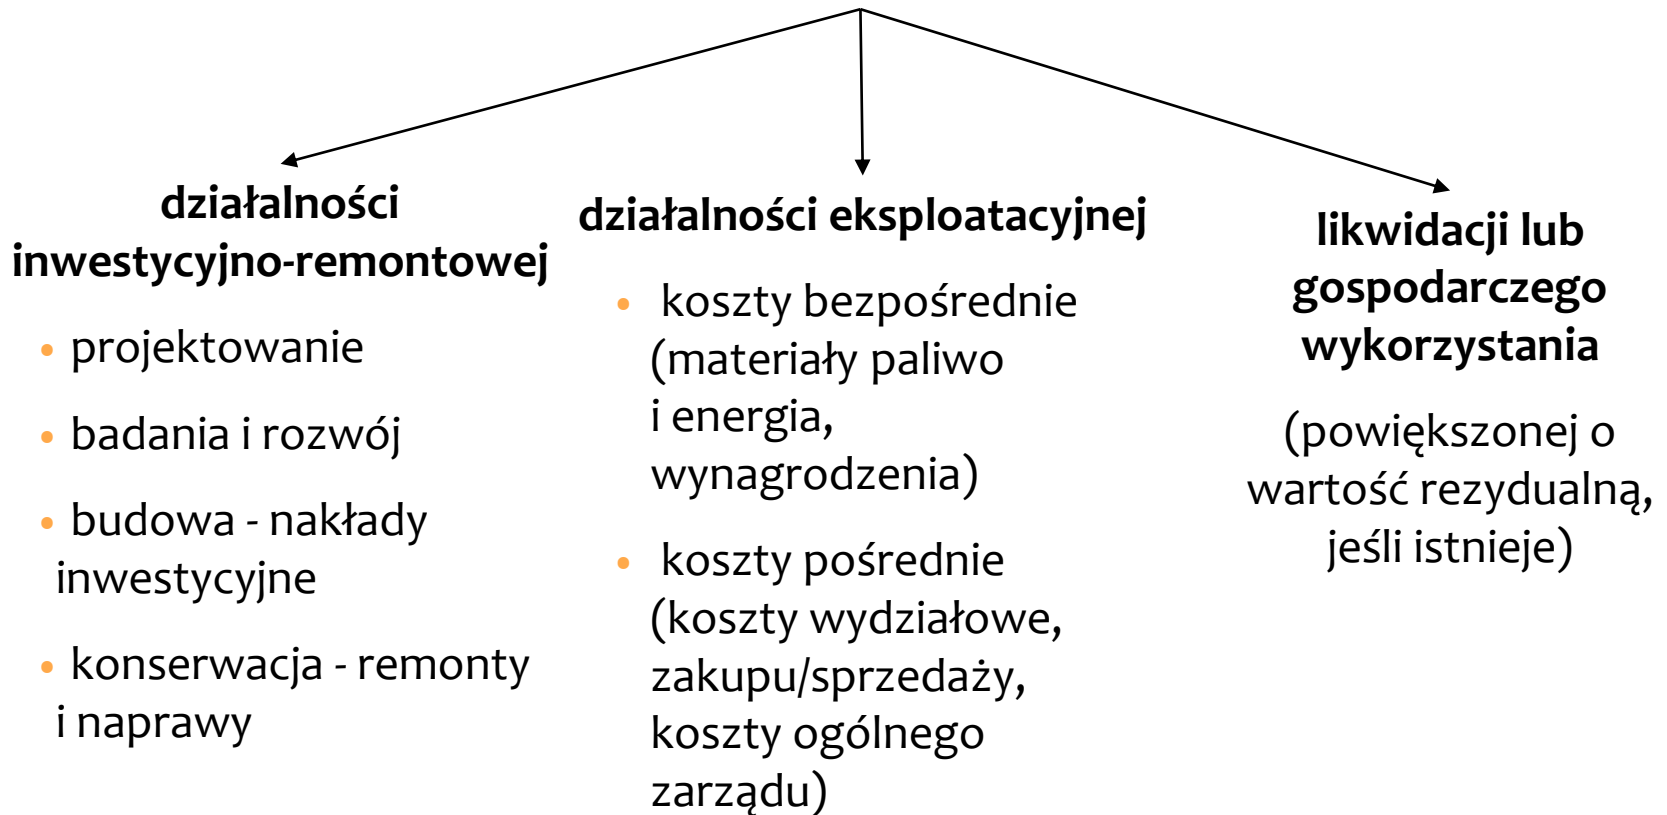 działalności
inwestycyjno-remontowej
• projektowanie
• badania i rozwój
• budowa - nakłady
inwestycyjne
• konserwacja - remonty
i naprawy
działalności eksploatacyjnej
• koszty bezpośrednie
(materiały paliwo
i energia,
wynagrodzenia)
• koszty pośrednie
(koszty wydziałowe,
zakupu/sprzedaży,
koszty ogólnego
zarządu)
likwidacji lub
gospodarczego
wykorzystania
(powiększonej o
wartość rezydualną,
jeśli istnieje)